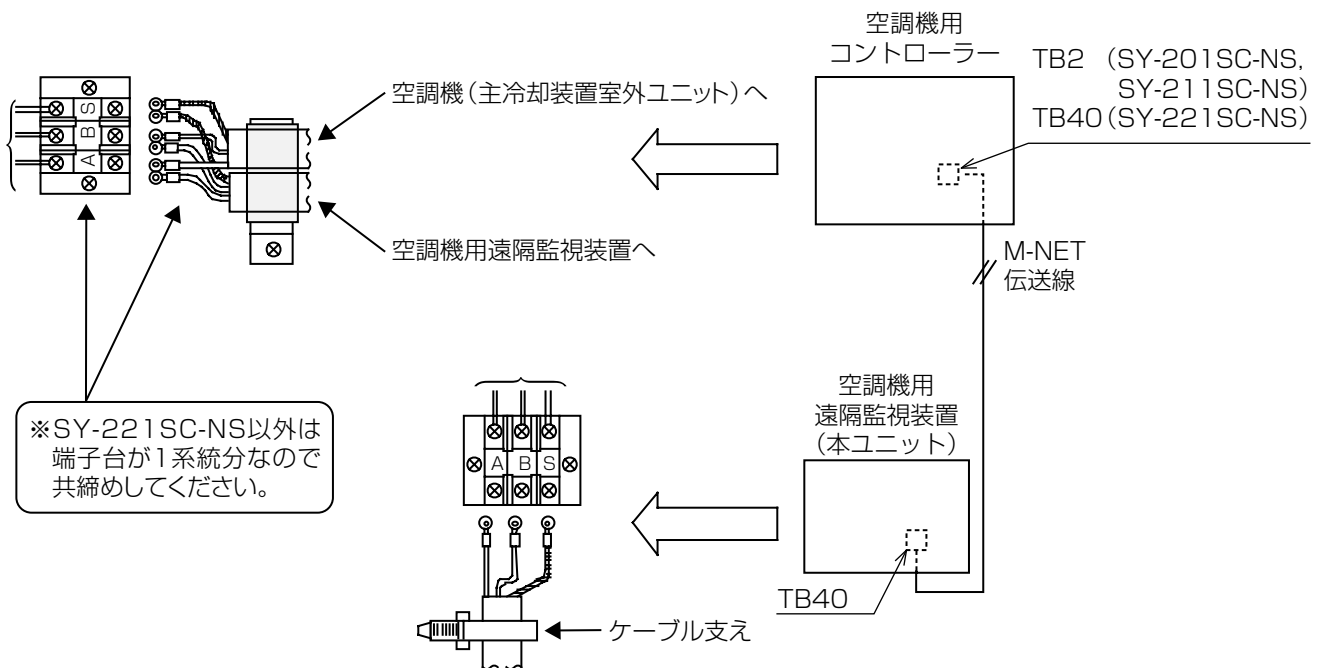 空調機用
コントローラー
TB2 （SY-201SC-NS,
SY-211SC-NS）
TB40（SY-221SC-NS）
空調機（主冷却装置室外ユニット）へ
S
B
A
空調機用遠隔監視装置へ
M-NET
伝送線
※SY-221SC-NS以外は
端子台が1系統分なので
共締めしてください。
空調機用
遠隔監視装置
（本ユニット）
A B S
TB40
ケーブル支え